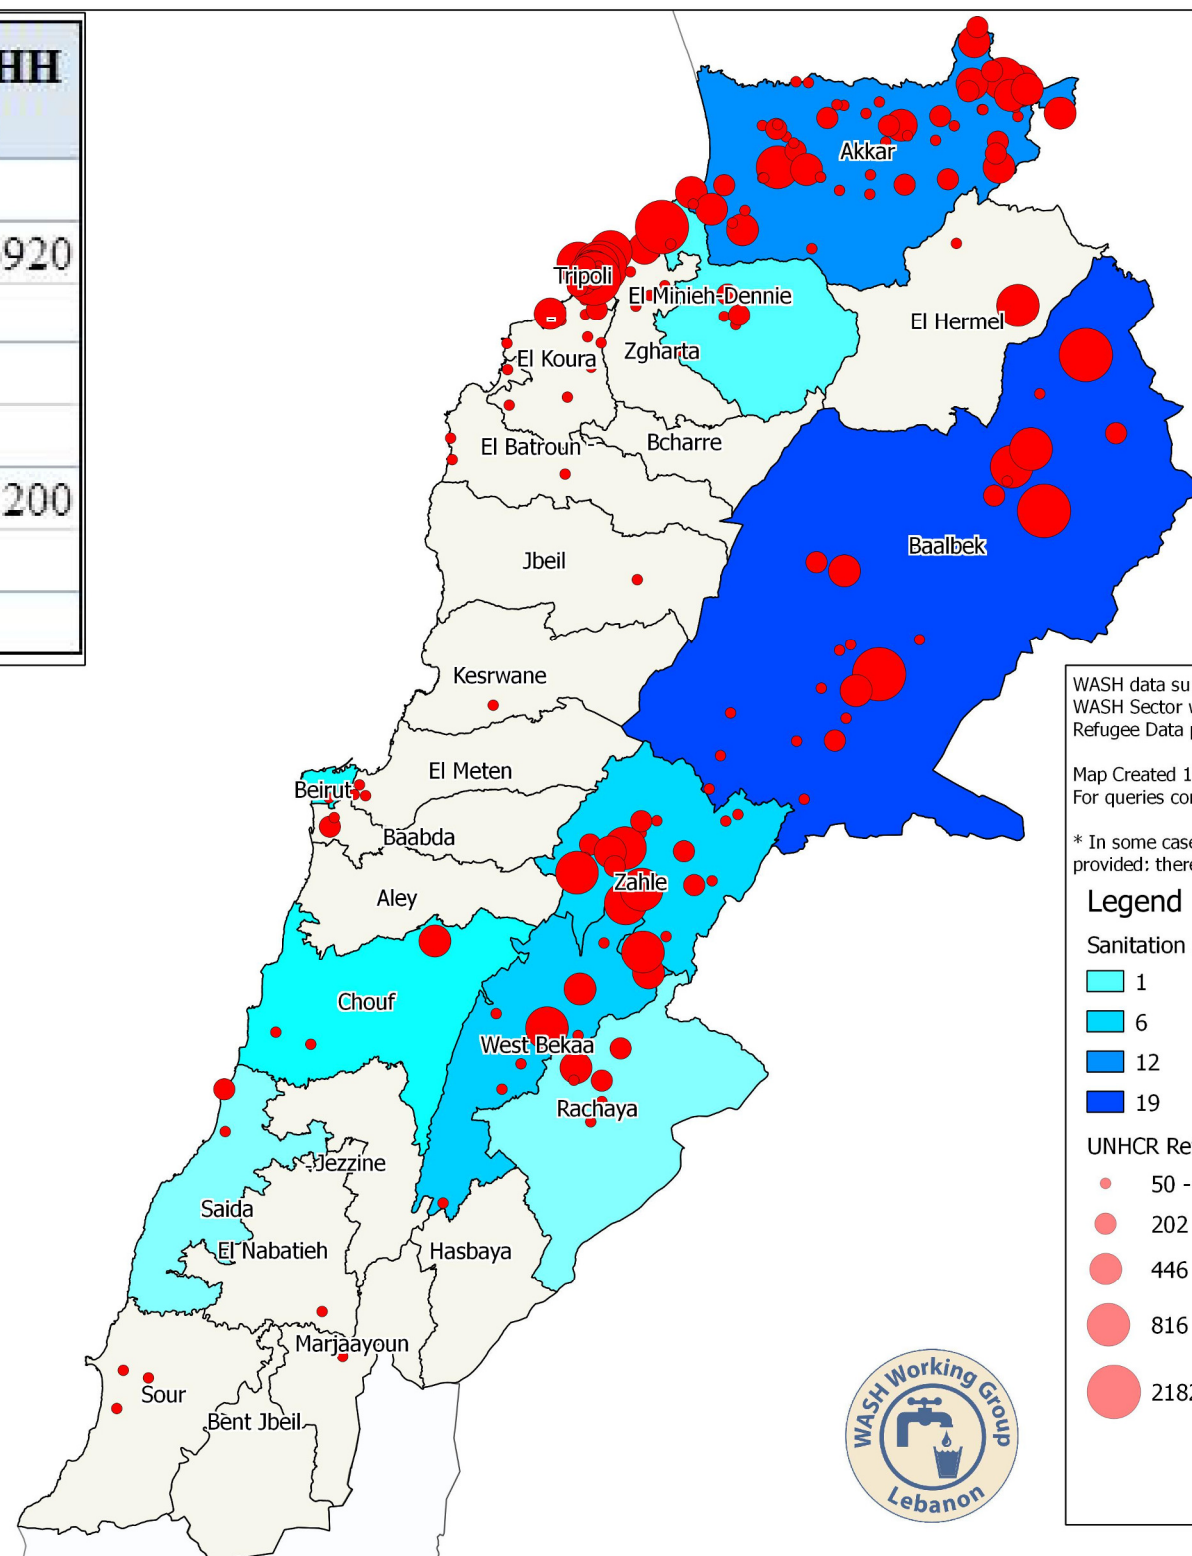 HH
920
200
Akkar
Tripoli
El Minieh-Dennie
El Hermel
-
El Koura
Zgharta
El Batroun -
Bcharre
Baalbek
Jbeil
Kesrwane
El Meten
Beirut
Baabda
Zahle
Aley
Chouf
West Bekaa
Rachaya
-Jezzine
Saida
El Nabatieh
Hasbaya
Marjaayoun
Sour
Bent Jbeil
WASH data su
WASH Sector w
Refugee Data p
Map Created 1
For queries con
* In some case
provided: there
Legend
Sanitation
1
6
12
19
UNHCR Re
50 -
202
446
816
2182
WASH Working Group
Lebanon